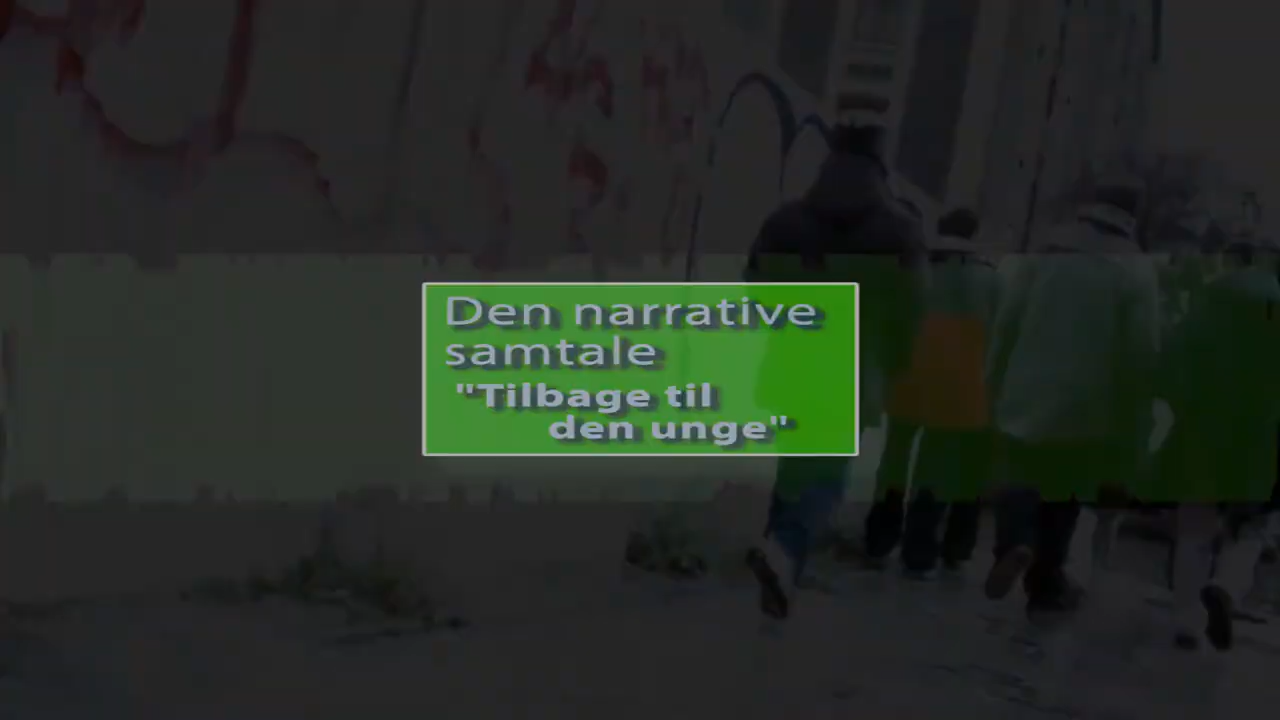 Den narrative
samtale
"Tilbage til
den unge"